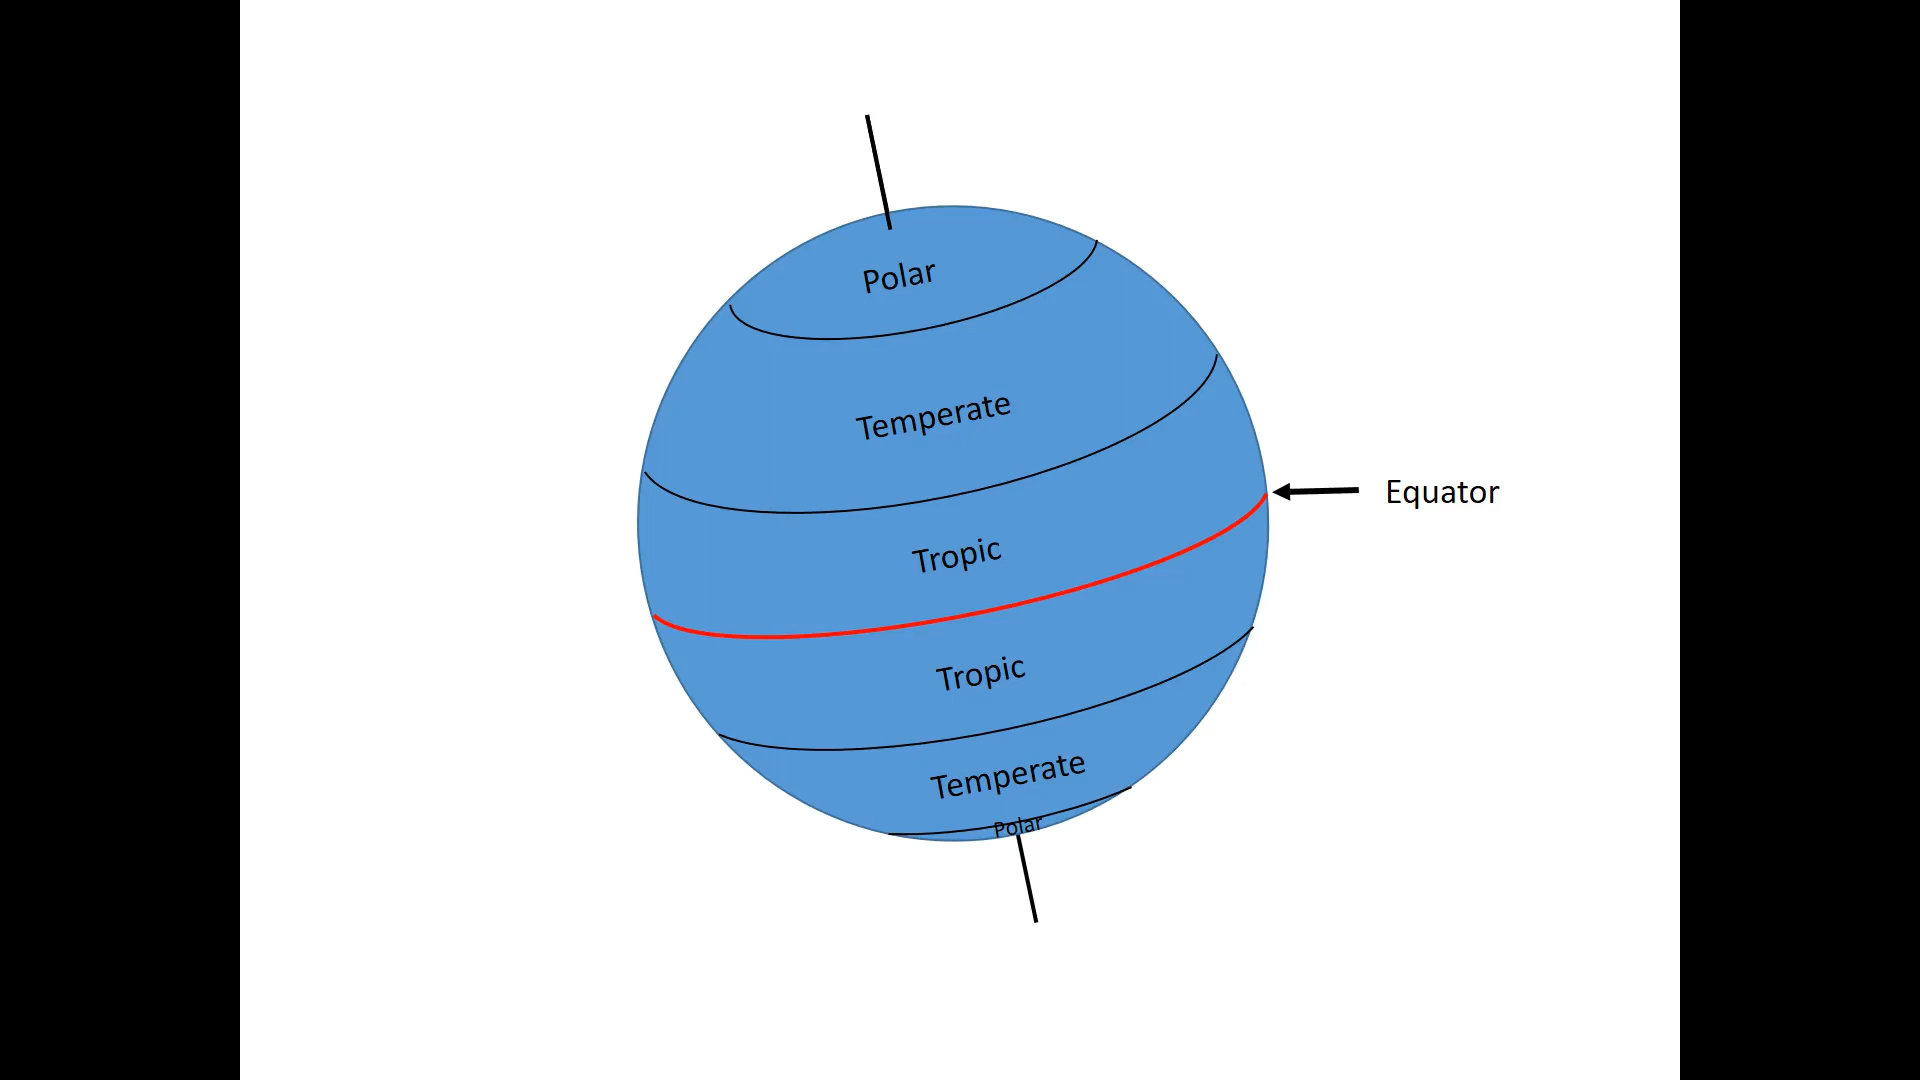 Polar
Temperate
Equator
Tropic
Tropic
Temperate
Polar